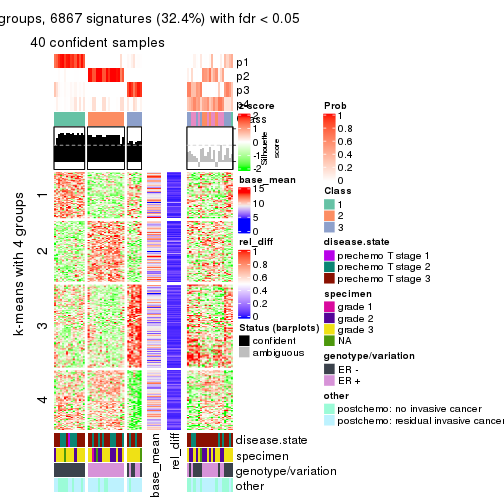 groups, 6867 signatures (32.4%) with fdr < 0.05
40 confident samples
p1
p2
p3
p4
z-score
2
1
0
-1
-2
Silhouette
score
base_mean
15
10
5
0
rel_diff
1
0.8
0.6
0.4
0.2
0
Status (barplots)
confident
ambiguous
Prob
1
0.8
0.6
0.4
0.2
0
Class
1
2
3
disease.state
prechemo T stage 1
prechemo T stage 2
prechemo T stage 3
specimen
grade 1
grade 2
grade 3
NA
genotype/variation
ER -
ER +
other
postchemo: no invasive cancer
postchemo: residual invasive cancer
k-means with 4 groups
1
2
3
4
disease.state
specimen
genotype/variation
other
base_mean
rel_diff